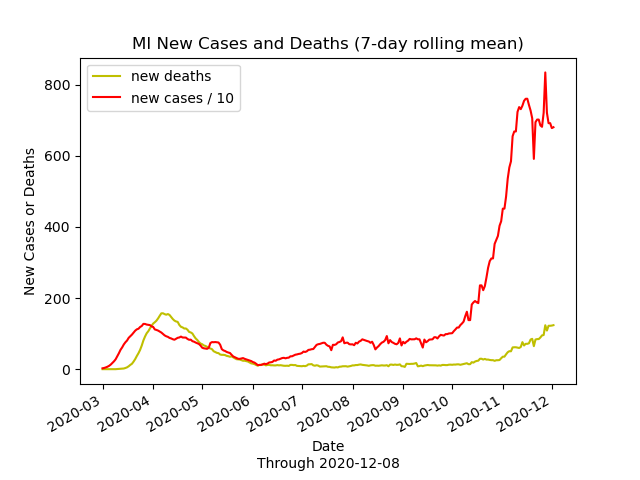 MI New Cases and Deaths (7-day rolling mean)
new deaths
new cases / 10
800
600
400
200
0
New Cases or Deaths
2020-03
2020-04
2020-05
2020-06
2020-07
2020-08
2020-09
2020-10
2020-11
2020-12
Date
Through 2020-12-08